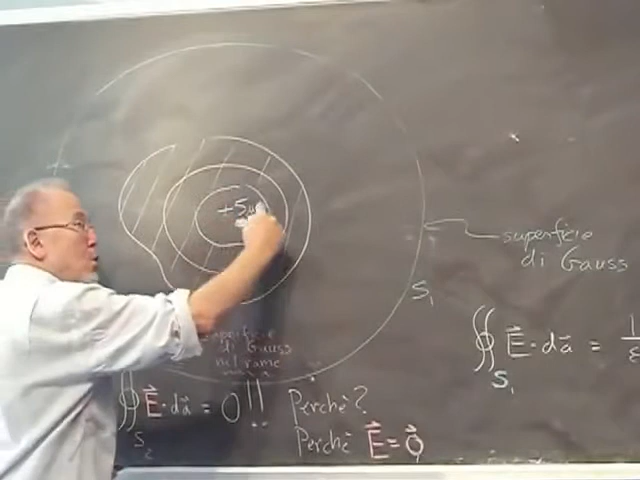 +5μ
superficie
di Gauss
S₁
∯ E⃗ · da⃗ = 1
S₁
superficie
di Gauss
nel rame
∯ E⃗ · da⃗ = 0!! Perchè?
S₂
Perchè E⃗ = 0⃗